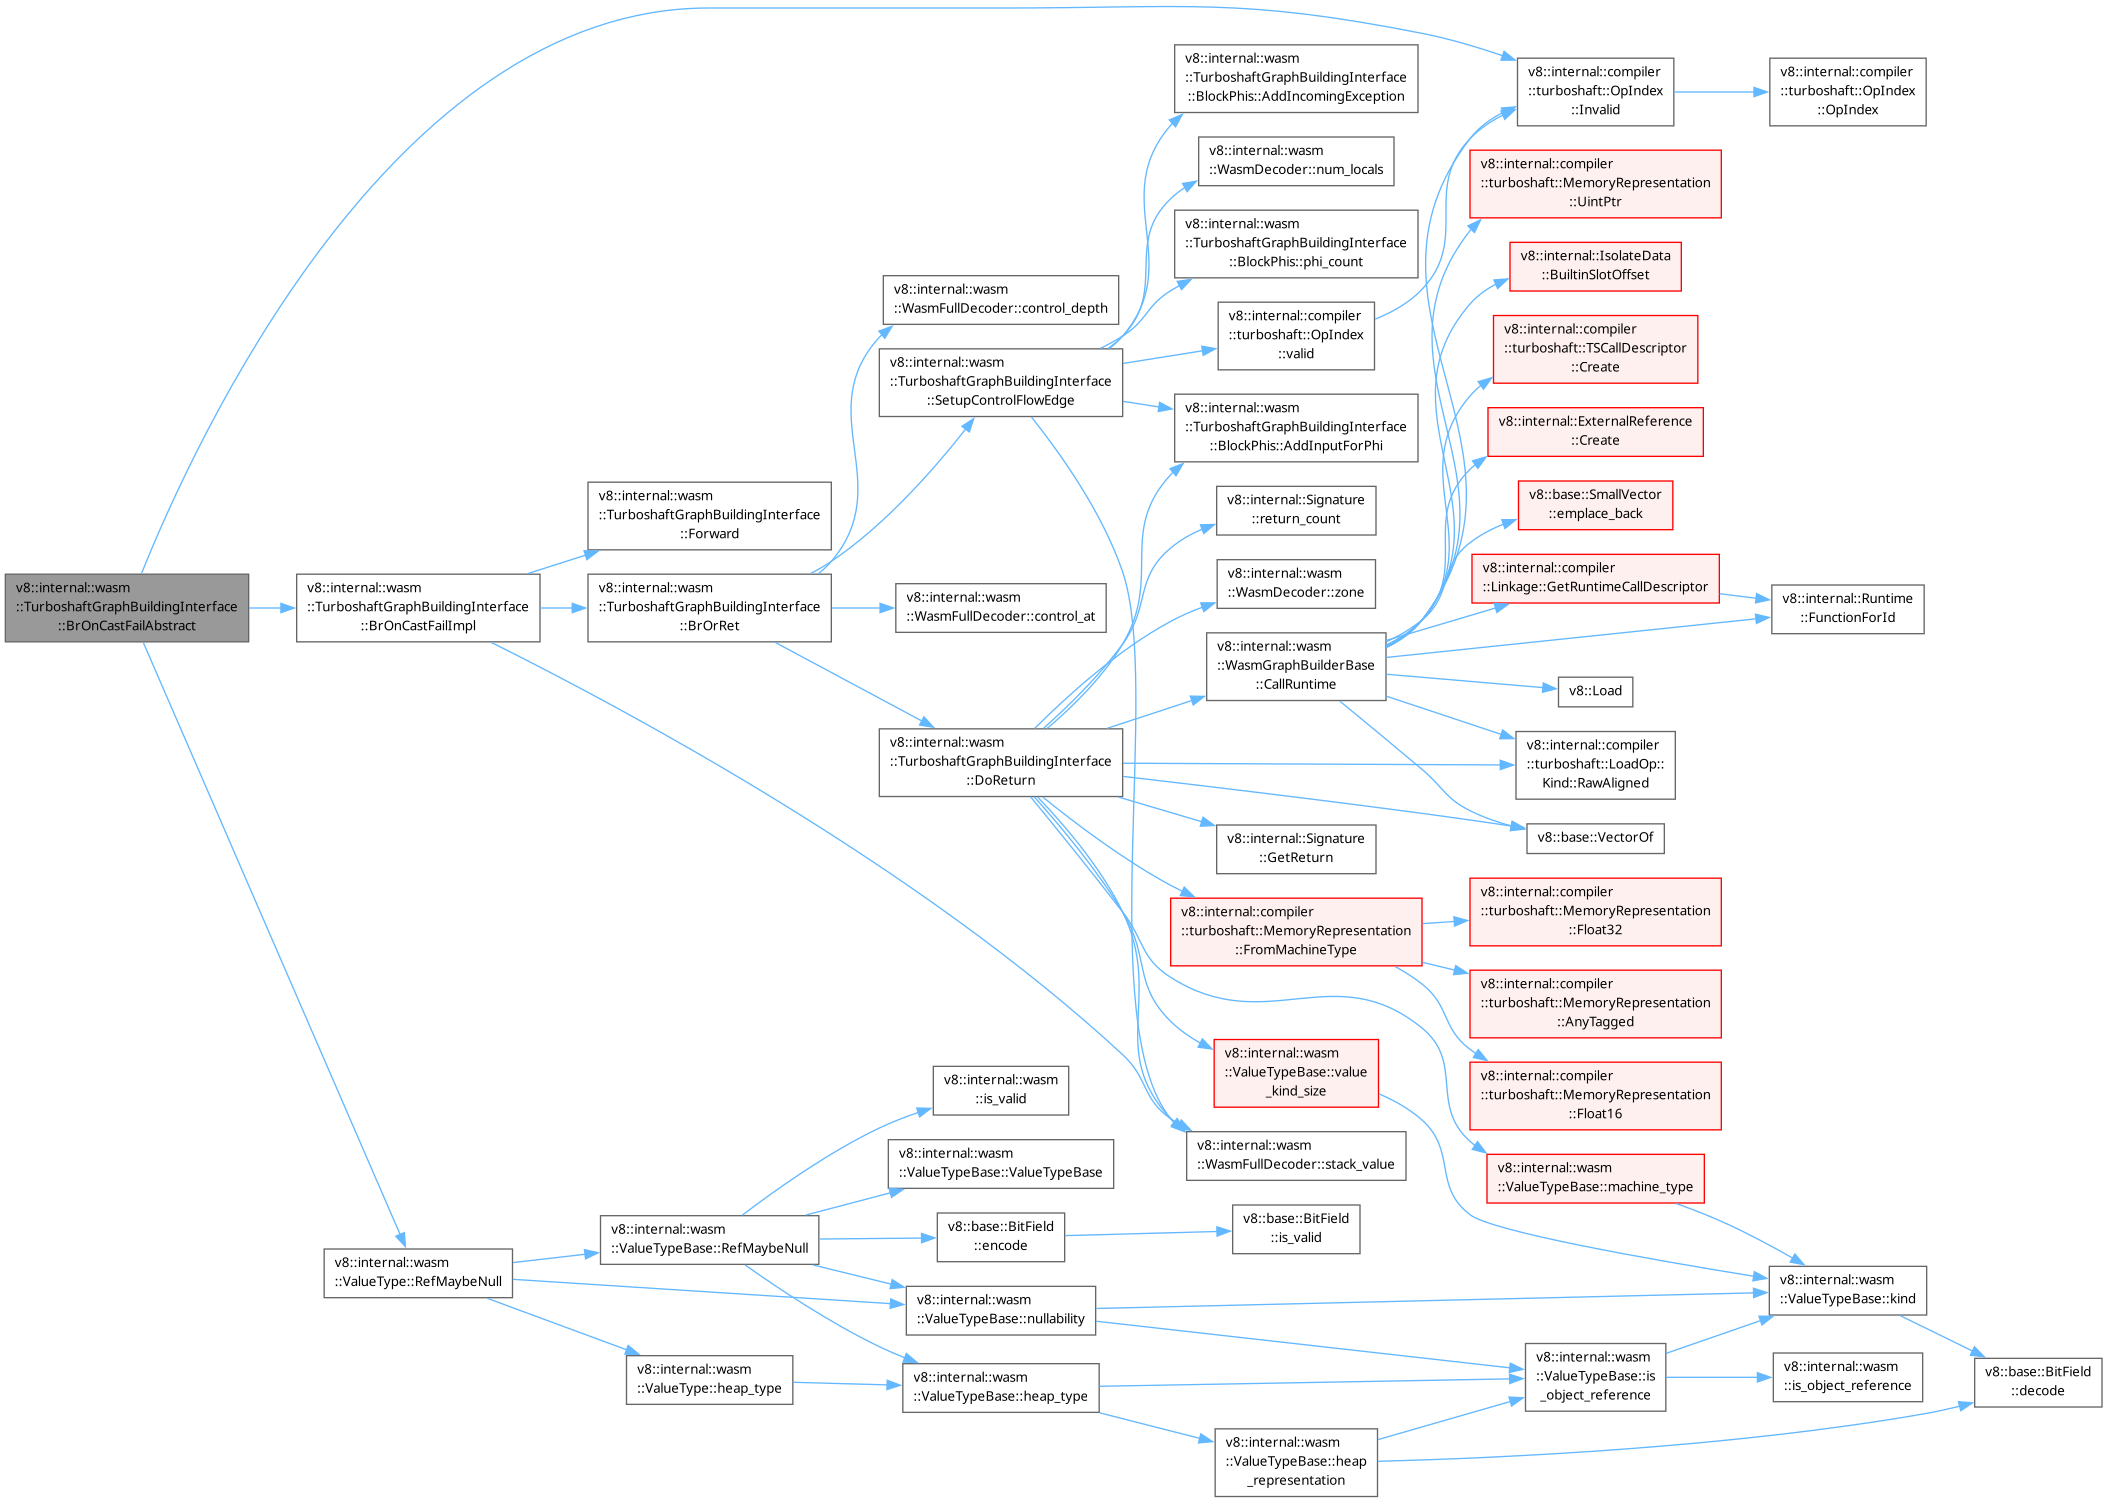 v8::internal::wasm
::TurboshaftGraphBuildingInterface
::BrOnCastFailAbstract
v8::internal::wasm
::TurboshaftGraphBuildingInterface
::BrOnCastFailImpl
v8::internal::wasm
::ValueType::RefMaybeNull
v8::internal::wasm
::TurboshaftGraphBuildingInterface
::Forward
v8::internal::wasm
::TurboshaftGraphBuildingInterface
::BrOrRet
v8::internal::wasm
::ValueTypeBase::RefMaybeNull
v8::internal::wasm
::ValueType::heap_type
v8::internal::wasm
::WasmFullDecoder::control_depth
v8::internal::wasm
::TurboshaftGraphBuildingInterface
::SetupControlFlowEdge
v8::internal::wasm
::WasmFullDecoder::control_at
v8::internal::wasm
::TurboshaftGraphBuildingInterface
::DoReturn
v8::internal::wasm
::is_valid
v8::internal::wasm
::ValueTypeBase::ValueTypeBase
v8::base::BitField
::encode
v8::internal::wasm
::ValueTypeBase::nullability
v8::internal::wasm
::ValueTypeBase::heap_type
v8::internal::wasm
::TurboshaftGraphBuildingInterface
::BlockPhis::AddIncomingException
v8::internal::wasm
::WasmDecoder::num_locals
v8::internal::wasm
::TurboshaftGraphBuildingInterface
::BlockPhis::phi_count
v8::internal::compiler
::turboshaft::OpIndex
::valid
v8::internal::wasm
::TurboshaftGraphBuildingInterface
::BlockPhis::AddInputForPhi
v8::internal::Signature
::return_count
v8::internal::wasm
::WasmDecoder::zone
v8::internal::wasm
::WasmGraphBuilderBase
::CallRuntime
v8::internal::Signature
::GetReturn
v8::internal::compiler
::turboshaft::MemoryRepresentation
::FromMachineType
v8::internal::wasm
::ValueTypeBase::value
_kind_size
v8::internal::wasm
::WasmFullDecoder::stack_value
v8::base::BitField
::is_valid
v8::internal::wasm
::ValueTypeBase::heap
_representation
v8::internal::compiler
::turboshaft::OpIndex
::Invalid
v8::internal::compiler
::turboshaft::MemoryRepresentation
::UintPtr
v8::internal::IsolateData
::BuiltinSlotOffset
v8::internal::compiler
::turboshaft::TSCallDescriptor
::Create
v8::internal::ExternalReference
::Create
v8::base::SmallVector
::emplace_back
v8::internal::compiler
::Linkage::GetRuntimeCallDescriptor
v8::Load
v8::internal::compiler
::turboshaft::LoadOp::
Kind::RawAligned
v8::base::VectorOf
v8::internal::compiler
::turboshaft::MemoryRepresentation
::Float32
v8::internal::compiler
::turboshaft::MemoryRepresentation
::AnyTagged
v8::internal::compiler
::turboshaft::MemoryRepresentation
::Float16
v8::internal::wasm
::ValueTypeBase::machine_type
v8::internal::wasm
::ValueTypeBase::is
_object_reference
v8::internal::compiler
::turboshaft::OpIndex
::OpIndex
v8::internal::Runtime
::FunctionForId
v8::internal::wasm
::ValueTypeBase::kind
v8::internal::wasm
::is_object_reference
v8::base::BitField
::decode